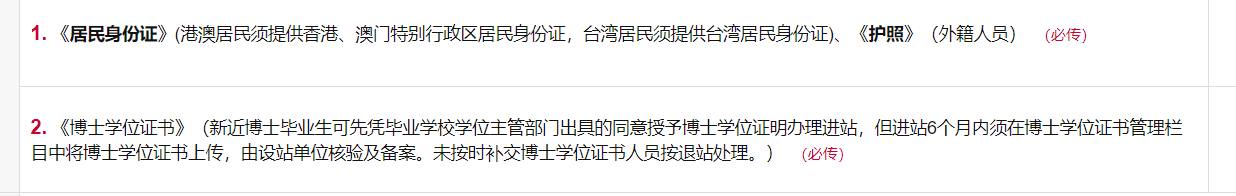 1. 《居民身份证》(港澳居民须提供香港、澳门特别行政区居民身份证，台湾居民须提供台湾居民身份证)、《护照》（外籍人员） （必传）
2. 《博士学位证书》（新近博士毕业生可先凭毕业学校学位主管部门出具的同意授予博士学位证明办理进站，但进站6个月内须在博士学位证书管理栏
目中将博士学位证书上传，由设站单位核验及备案。未按时补交博士学位证书人员按退站处理。） （必传）